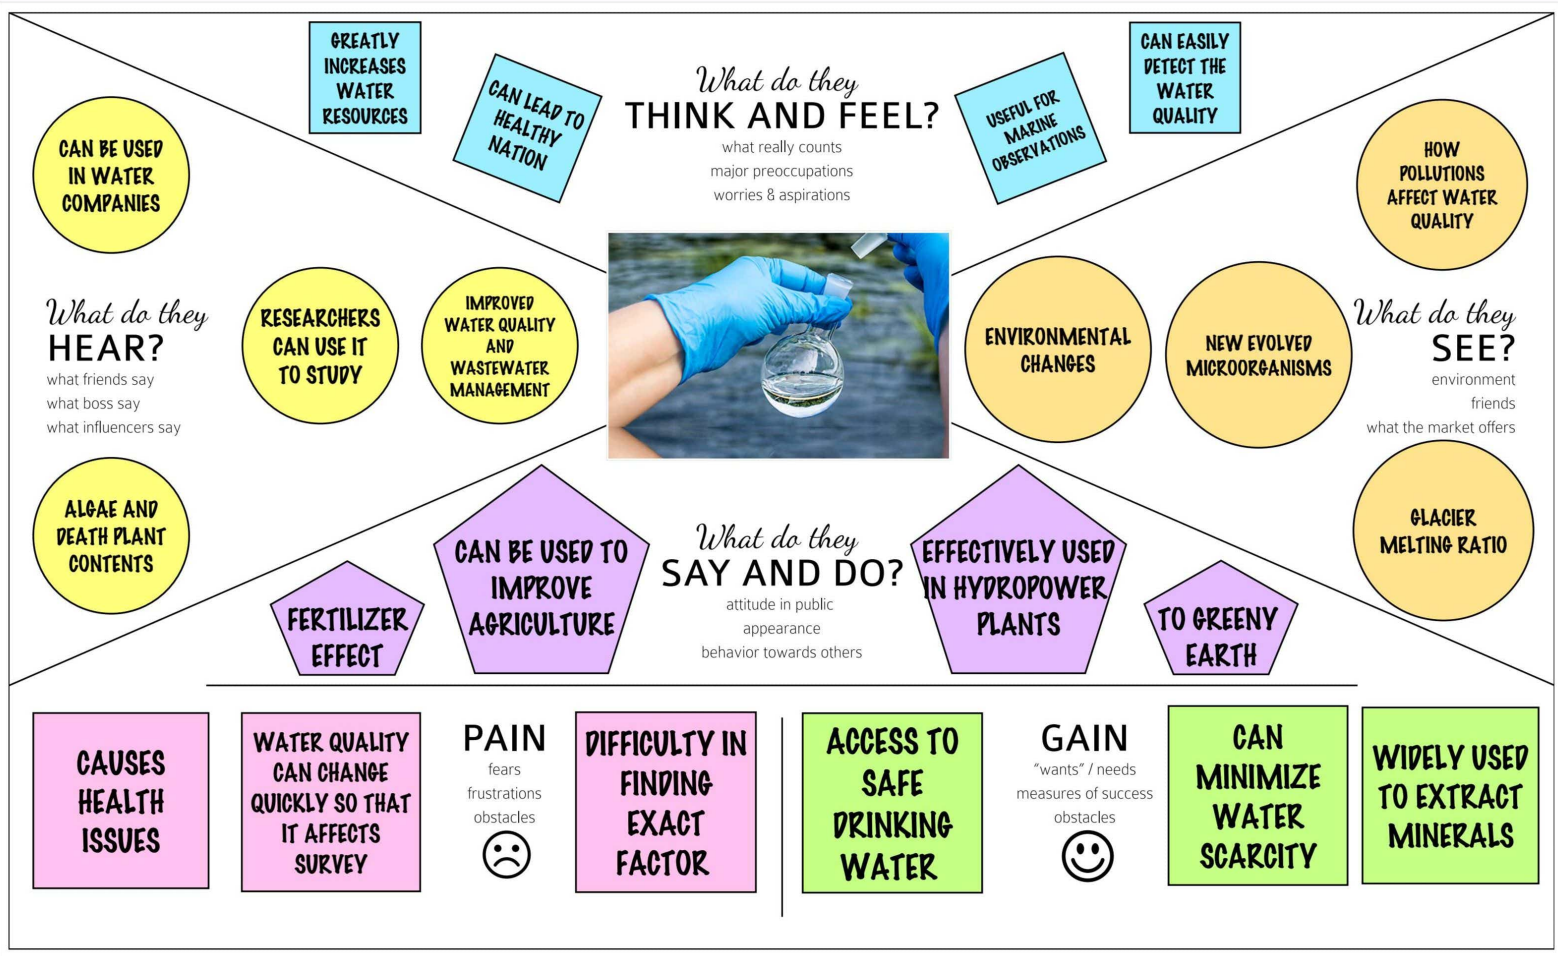 GREATLY
INCREASES
WATER
RESOURCES
CAN LEAD TO
HEALTHY
NATION
What do they
THINK AND FEEL?
what really counts
major preoccupations
worries & aspirations
USEFUL FOR
MARINE
OBSERVATIONS
CAN EASILY
DETECT THE
WATER
QUALITY
CAN BE USED
IN WATER
COMPANIES
What do they
HEAR?
what friends say
what boss say
what influencers say
RESEARCHERS
CAN USE IT
TO STUDY
IMPROVED
WATER QUALITY
AND
WASTEWATER
MANAGEMENT
ALGAE AND
DEATH PLANT
CONTENTS
HOW
POLLUTIONS
AFFECT WATER
QUALITY
ENVIRONMENTAL
CHANGES
NEW EVOLVED
MICROORGANISMS
What do they
SEE?
environment
friends
what the market offers
GLACIER
MELTING RATIO
FERTILIZER
EFFECT
CAN BE USED TO
IMPROVE
AGRICULTURE
What do they
SAY AND DO?
attitude in public
appearance
behavior towards others
EFFECTIVELY USED
IN HYDROPOWER
PLANTS
TO GREENY
EARTH
CAUSES
HEALTH
ISSUES
WATER QUALITY
CAN CHANGE
QUICKLY SO THAT
IT AFFECTS
SURVEY
PAIN
fears
frustrations
obstacles
DIFFICULTY IN
FINDING
EXACT
FACTOR
ACCESS TO
SAFE
DRINKING
WATER
GAIN
"wants" / needs
measures of success
obstacles
CAN
MINIMIZE
WATER
SCARCITY
WIDELY USED
TO EXTRACT
MINERALS